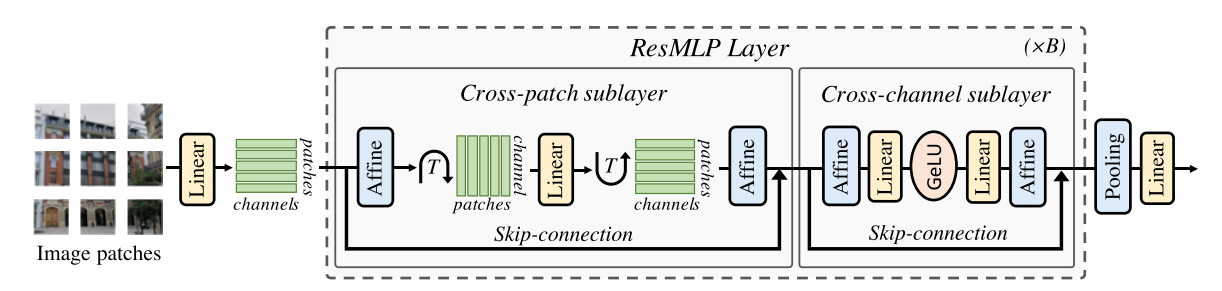 ResMLP Layer
(×B)
Cross-patch sublayer
Cross-channel sublayer
Image patches
Linear
patches
channels
Affine
T
channel
patches
Linear
T
patches
channels
Affine
Skip-connection
Affine
Linear
GeLU
Linear
Affine
Skip-connection
Pooling
Linear